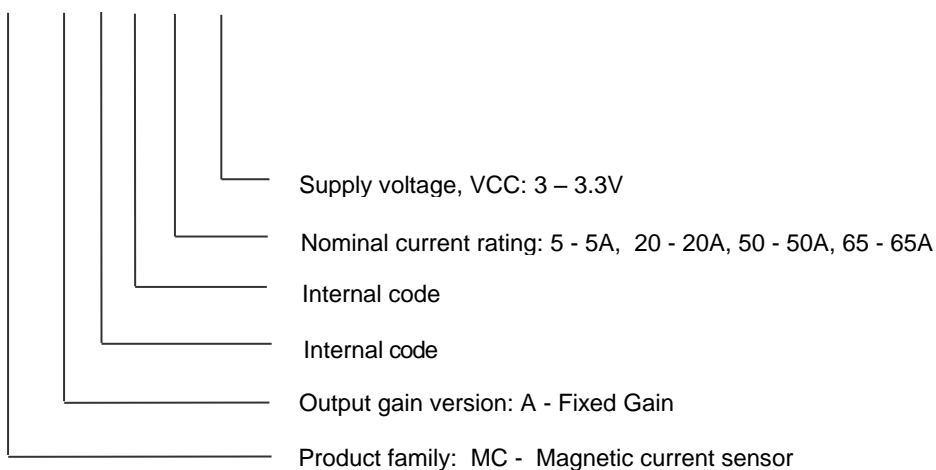 Supply voltage, VCC: 3 – 3.3V
Nominal current rating: 5 - 5A, 20 - 20A, 50 - 50A, 65 - 65A
Internal code
Internal code
Output gain version: A - Fixed Gain
Product family: MC - Magnetic current sensor